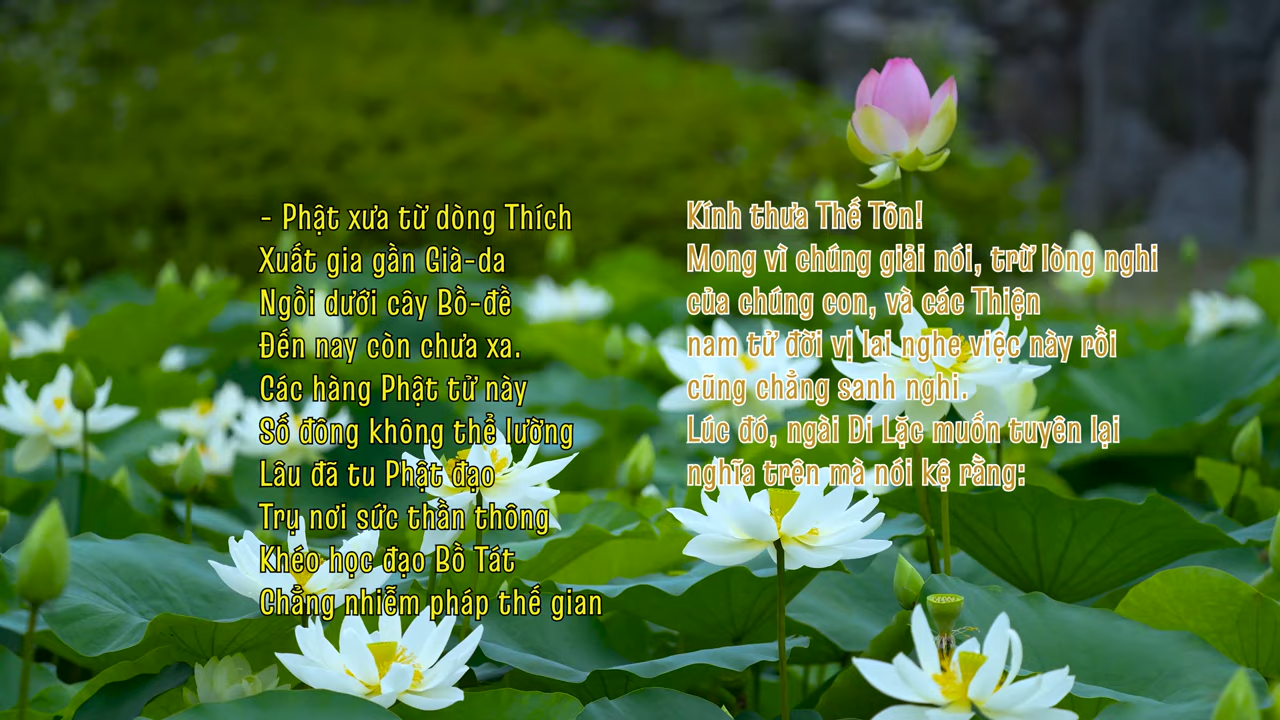 - Phật xưa từ dòng Thích
Xuất gia gần Già-da
Ngồi dưới cây Bồ-đề
Đến nay còn chưa xa.
Các hàng Phật tử này
Số đông không thể lường
Lâu đã tu Phật đạo
Trụ nơi sức thần thông
Khéo học đạo Bồ Tát
Chẳng nhiễm pháp thế gian
Kính thưa Thế Tôn!
Mong vì chúng giải nói, trừ lòng nghi
của chúng con, và các Thiện
nam tử đời vị lai nghe việc này rồi
cũng chẳng sanh nghi.
Lúc đó, ngài Di Lặc muốn tuyên lại
nghĩa trên mà nói kệ rằng: